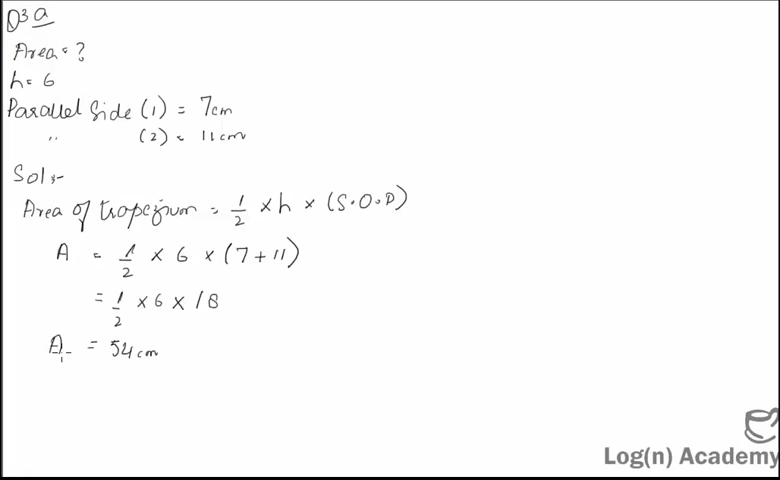 Q3 a
Area = ?
h = 6
Parallel Side (1) = 7cm
" (2) = 11cm
Sol:-
Area of trapezium = 1/2 × h × (S.O.P)
A = 1/2 × 6 × (7+11)
= 1/2 × 6 × 18
A = 54cm
Log(n) Academy